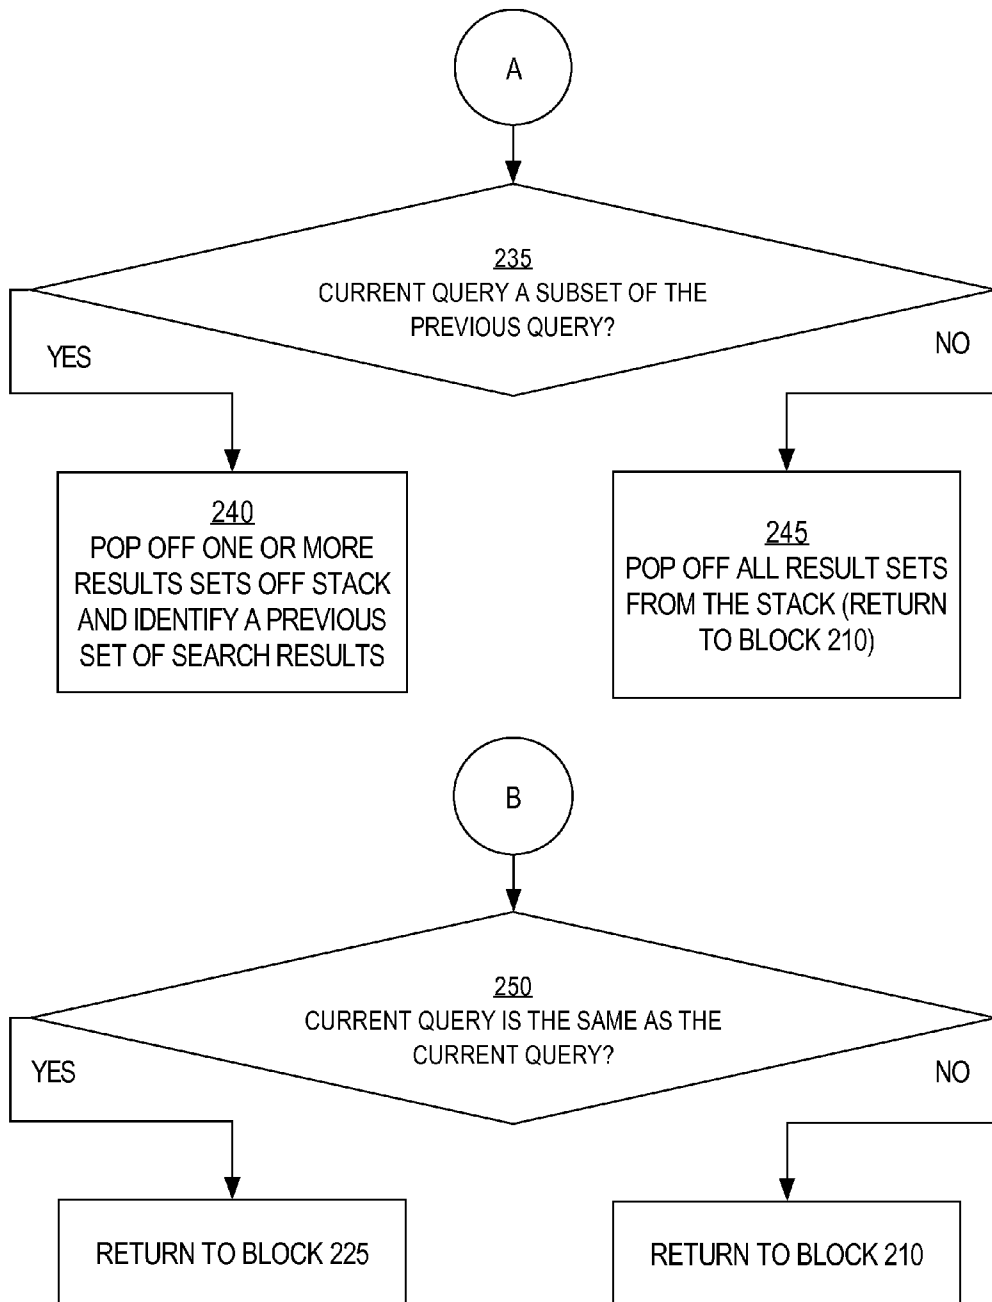 A
235
CURRENT QUERY A SUBSET OF THE
PREVIOUS QUERY?
YES
NO
240
POP OFF ONE OR MORE
RESULTS SETS OFF STACK
AND IDENTIFY A PREVIOUS
SET OF SEARCH RESULTS
245
POP OFF ALL RESULT SETS
FROM THE STACK (RETURN
TO BLOCK 210)
B
250
CURRENT QUERY IS THE SAME AS THE
CURRENT QUERY?
YES
NO
RETURN TO BLOCK 225
RETURN TO BLOCK 210